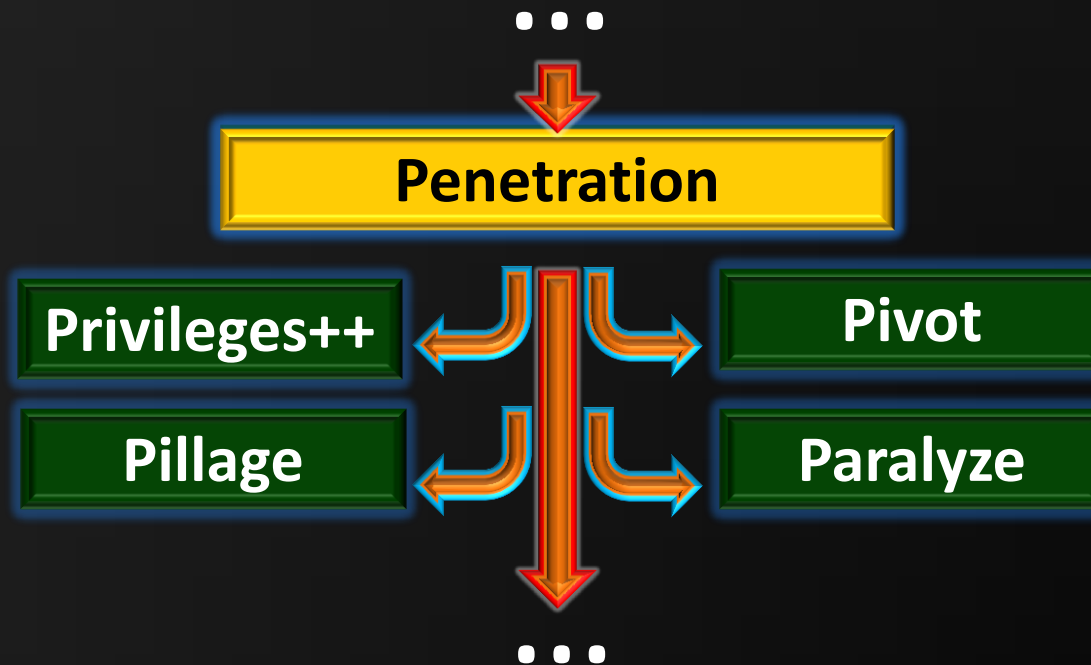 ...
Penetration
Privileges++
Pivot
Pillage
Paralyze
...